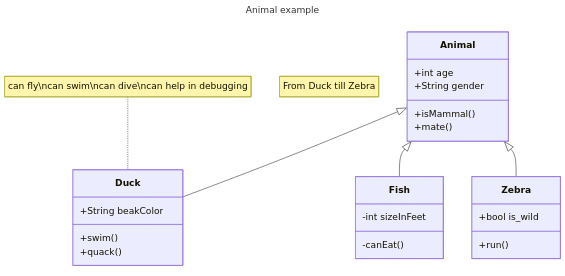 Animal example
can fly\ncan swim\ncan dive\ncan help in debugging
From Duck till Zebra
Animal
+int age
+String gender
+isMammal()
+mate()
Duck
+String beakColor
+swim()
+quack()
Fish
-int sizeInFeet
-canEat()
Zebra
+bool is_wild
+run()